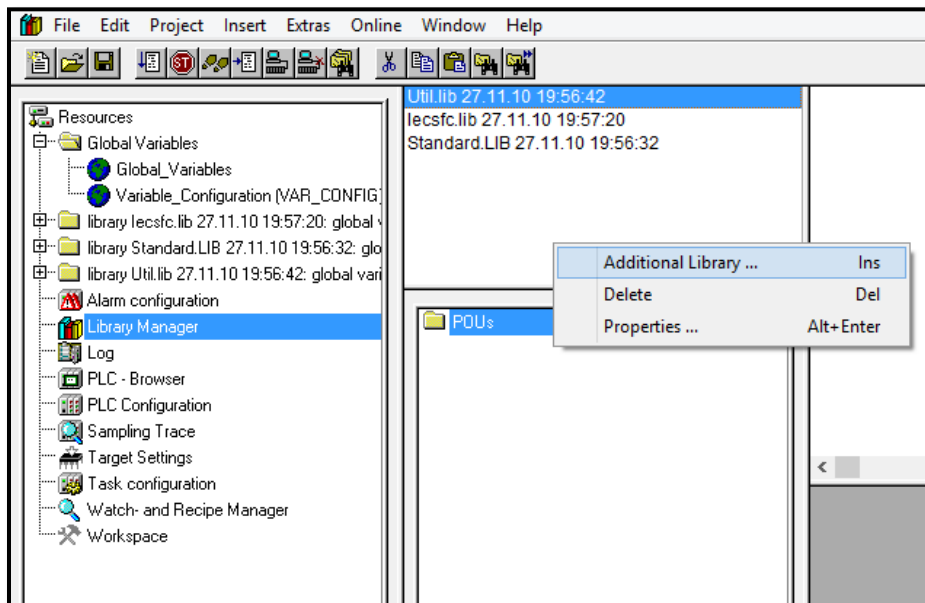 File Edit Project Insert Extras Online Window Help
ST
Resources
Global Variables
Global_Variables
Variable_Configuration (VAR_CONFIG)
library Iecsfc.lib 27.11.10 19:57:20: global v
library Standard.LIB 27.11.10 19:56:32: glo
library Util.lib 27.11.10 19:56:42: global vari
Alarm configuration
Library Manager
Log
PLC - Browser
PLC Configuration
Sampling Trace
Target Settings
Task configuration
Watch- and Recipe Manager
Workspace
Util.lib 27.11.10 19:56:42
Iecsfc.lib 27.11.10 19:57:20
Standard.LIB 27.11.10 19:56:32
POUs
Additional Library ... Ins
Delete Del
Properties ... Alt+Enter